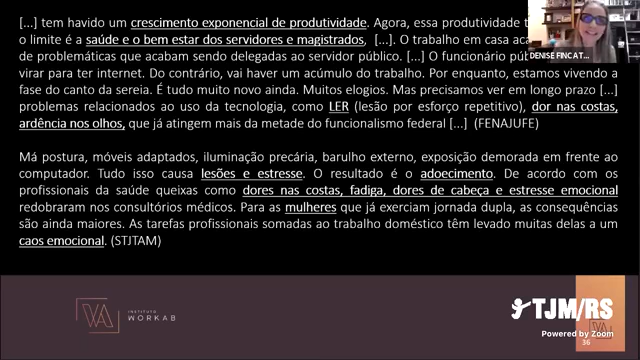 [...] tem havido um crescimento exponencial de produtividade. Agora, essa produtividade t
o limite é a saúde e o bem estar dos servidores e magistrados, [...]. O trabalho em casa aca
de problemáticas que acabam sendo delegadas ao servidor público. [...] O funcionário púb
virar para ter internet. Do contrário, vai haver um acúmulo do trabalho. Por enquanto, estamos vivendo a
fase do canto da sereia. É tudo muito novo ainda. Muitos elogios. Mas precisamos ver em longo prazo [...]
problemas relacionados ao uso da tecnologia, como LER (lesão por esforço repetitivo), dor nas costas,
ardência nos olhos, que já atingem mais da metade do funcionalismo federal [...] (FENAJUFE)
Má postura, móveis adaptados, iluminação precária, barulho externo, exposição demorada em frente ao
computador. Tudo isso causa lesões e estresse. O resultado é o adoecimento. De acordo com os
profissionais da saúde queixas como dores nas costas, fadiga, dores de cabeça e estresse emocional
redobraram nos consultórios médicos. Para as mulheres que já exerciam jornada dupla, as consequências
são ainda maiores. As tarefas profissionais somadas ao trabalho doméstico têm levado muitas delas a um
caos emocional. (STJTAM)
DENISE FINCAT...
INSTITUTO
WORKAB
TJM/RS
Powered by Zoom
36